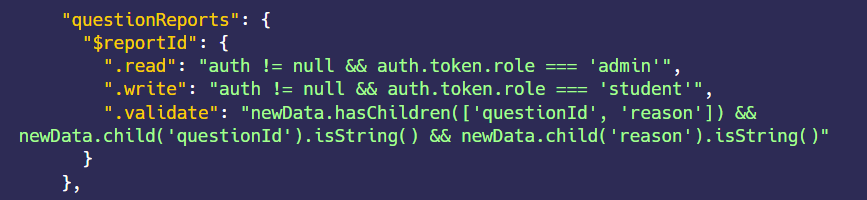 "questionReports": {
"$reportId": {
".read": "auth != null && auth.token.role === 'admin'",
".write": "auth != null && auth.token.role === 'student'",
".validate": "newData.hasChildren(['questionId', 'reason']) &&
newData.child('questionId').isString() && newData.child('reason').isString()"
}
},